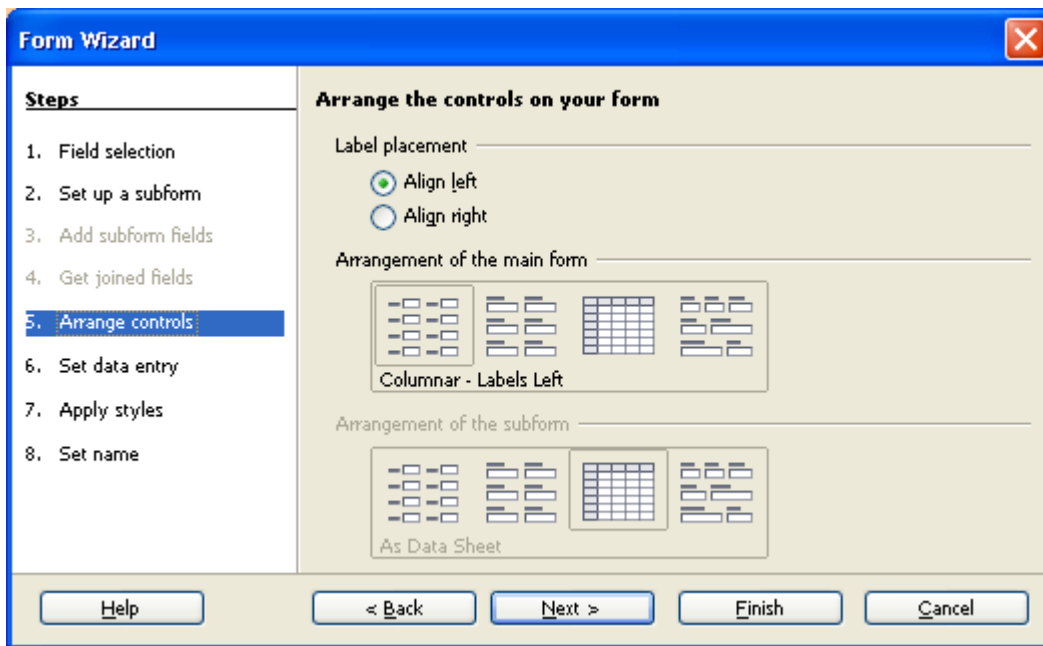 Form Wizard
Steps
1. Field selection
2. Set up a subform
3. Add subform fields
4. Get joined fields
5. Arrange controls
6. Set data entry
7. Apply styles
8. Set name
Arrange the controls on your form
Label placement
Align left
Align right
Arrangement of the main form
Columnar - Labels Left
Arrangement of the subform
As Data Sheet
Help
< Back
Next >
Finish
Cancel